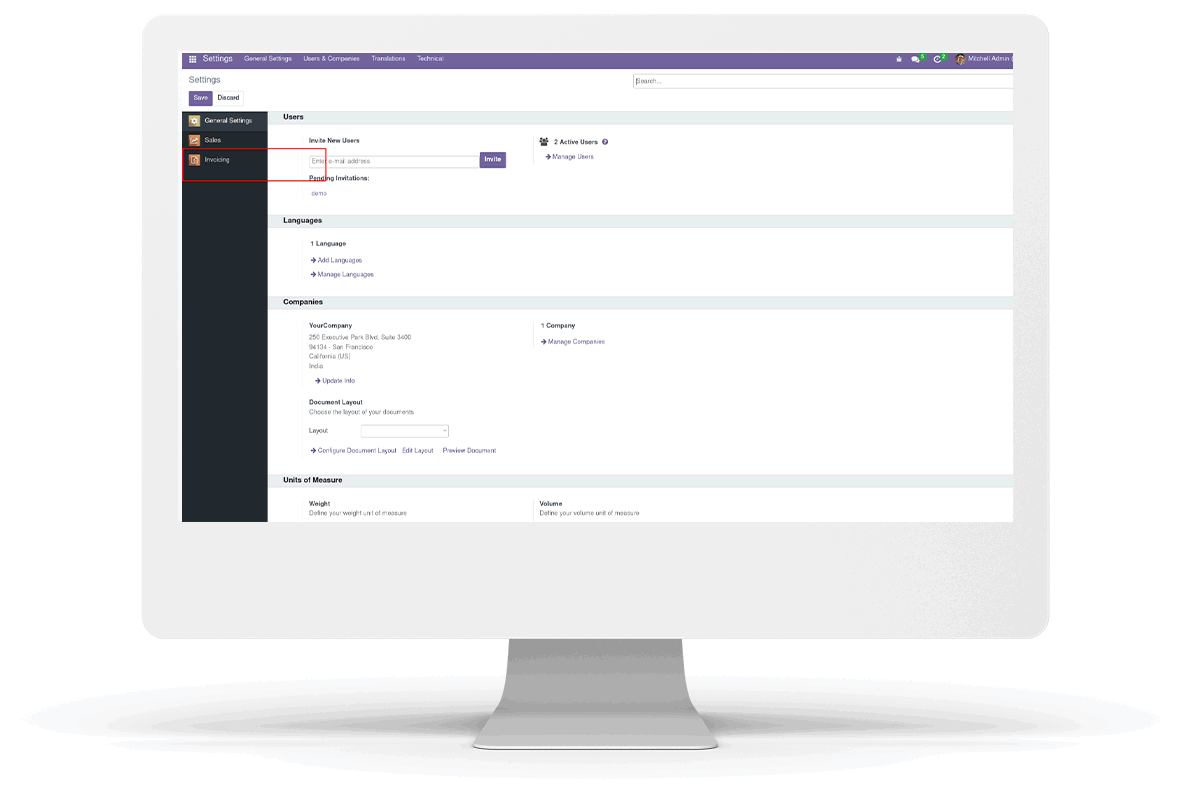 Settings General Settings Users & Companies Translations Technical 5 2 Mitchell Admin (
Settings
Search...
Save Discard
General Settings
Sales
Invoicing
Users
Invite New Users
Enter e-mail address Invite
Pending Invitations:
demo
2 Active Users ?
Manage Users
Languages
1 Language
Add Languages
Manage Languages
Companies
YourCompany
250 Executive Park Blvd, Suite 3400
94134 - San Francisco
California (US)
India
Update Info
1 Company
Manage Companies
Document Layout
Choose the layout of your documents
Layout
Configure Document Layout Edit Layout Preview Document
Units of Measure
Weight
Define your weight unit of measure
Volume
Define your volume unit of measure